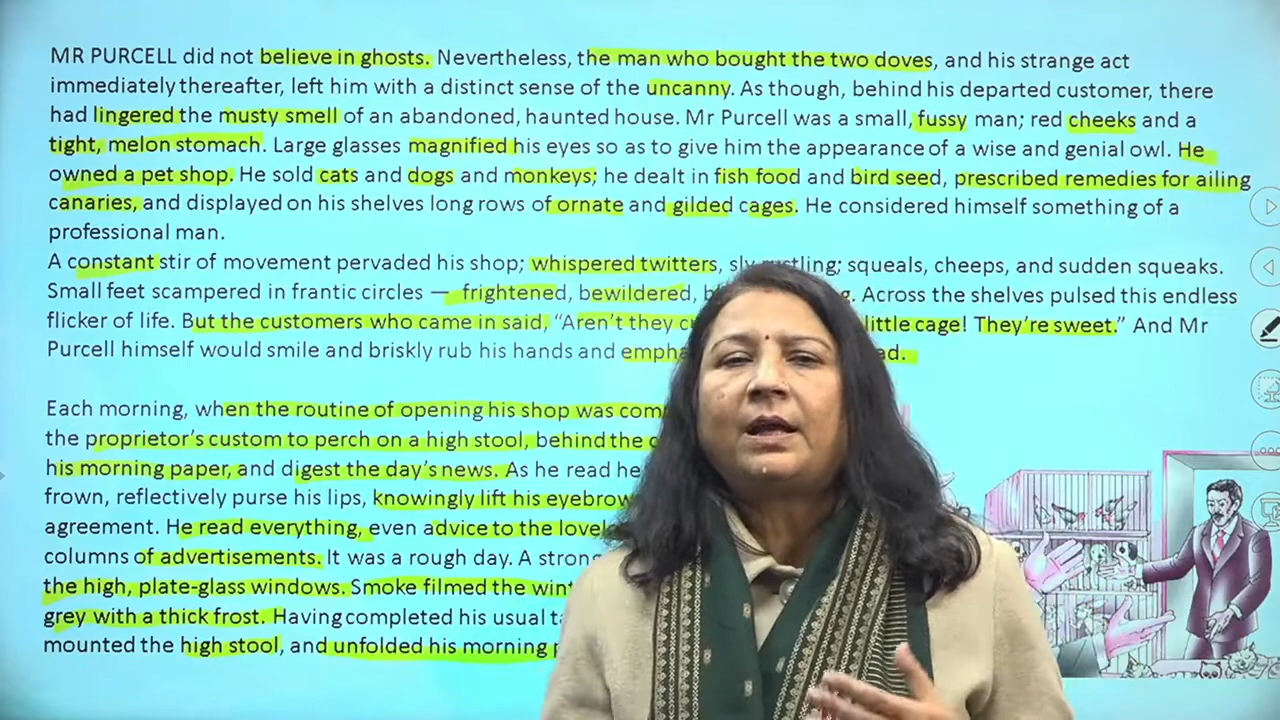 MR PURCELL did not believe in ghosts. Nevertheless, the man who bought the two doves, and his strange act
immediately thereafter, left him with a distinct sense of the uncanny. As though, behind his departed customer, there
had lingered the musty smell of an abandoned, haunted house. Mr Purcell was a small, fussy man; red cheeks and a
tight, melon stomach. Large glasses magnified his eyes so as to give him the appearance of a wise and genial owl. He
owned a pet shop. He sold cats and dogs and monkeys; he dealt in fish food and bird seed, prescribed remedies for ailing
canaries, and displayed on his shelves long rows of ornate and gilded cages. He considered himself something of a
professional man.
A constant stir of movement pervaded his shop; whispered twitters, sly rustling; squeals, cheeps, and sudden squeaks.
Small feet scampered in frantic circles — frightened, bewildered, Across the shelves pulsed this endless
flicker of life. But the customers who came in said, “Aren't they little cage! They're sweet.” And Mr
Purcell himself would smile and briskly rub his hands and
Each morning, when the routine of opening his shop was
the proprietor's custom to perch on a high stool, behind the
his morning paper, and digest the day's news. As he read he
frown, reflectively purse his lips, knowingly lift his
agreement. He read everything, even advice to the
columns of advertisements. It was a rough day. A strong
the high, plate-glass windows. Smoke filmed the
grey with a thick frost. Having completed his usual
mounted the high stool, and unfolded his morning